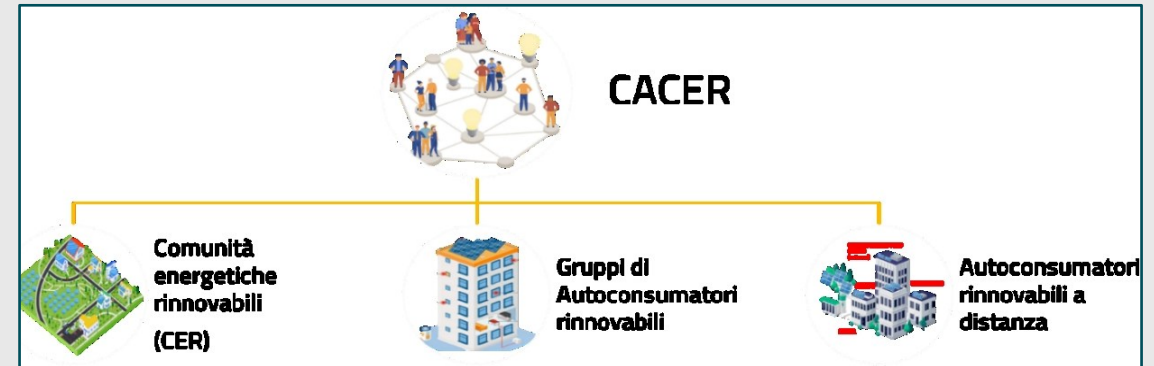 CACER
Comunità
energetiche
rinnovabili
(CER)
Gruppi di
Autoconsumatori
rinnovabili
Autoconsumatori
rinnovabili a
distanza